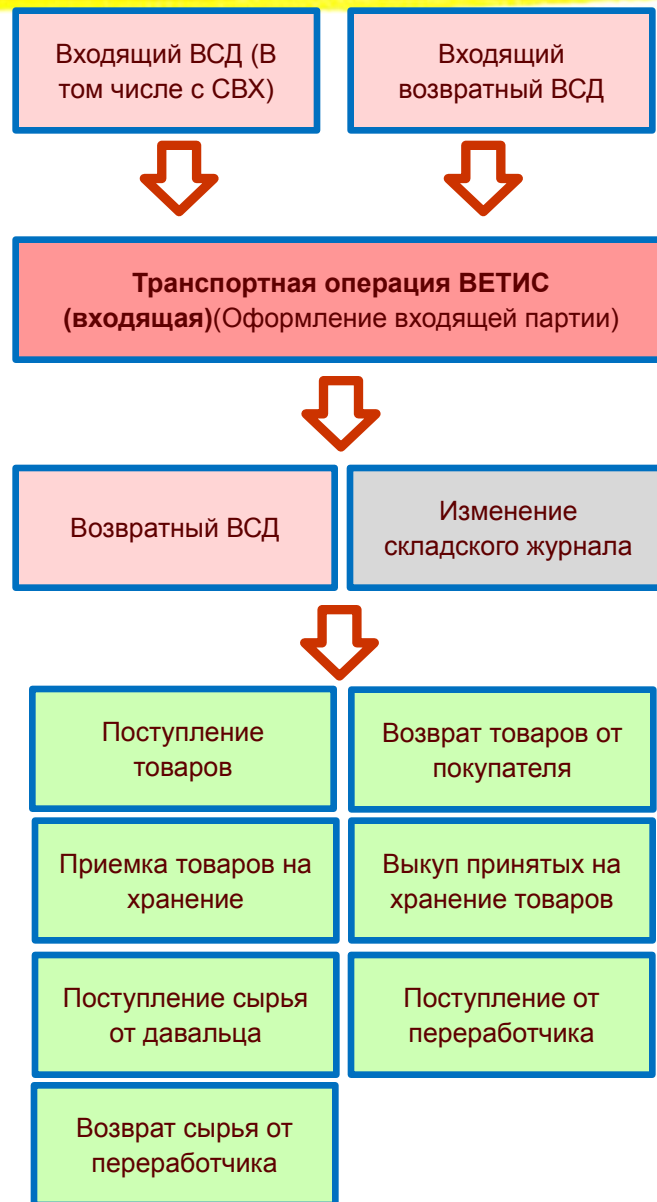 Входящий ВСД (В
том числе с СВХ)
Входящий
возвратный ВСД
Транспортная операция ВЕТИС
(входящая)(Оформление входящей партии)
Возвратный ВСД
Изменение
складского журнала
Поступление
товаров
Возврат товаров от
покупателя
Приемка товаров на
хранение
Выкуп принятых на
хранение товаров
Поступление сырья
от давальца
Поступление от
переработчика
Возврат сырья от
переработчика